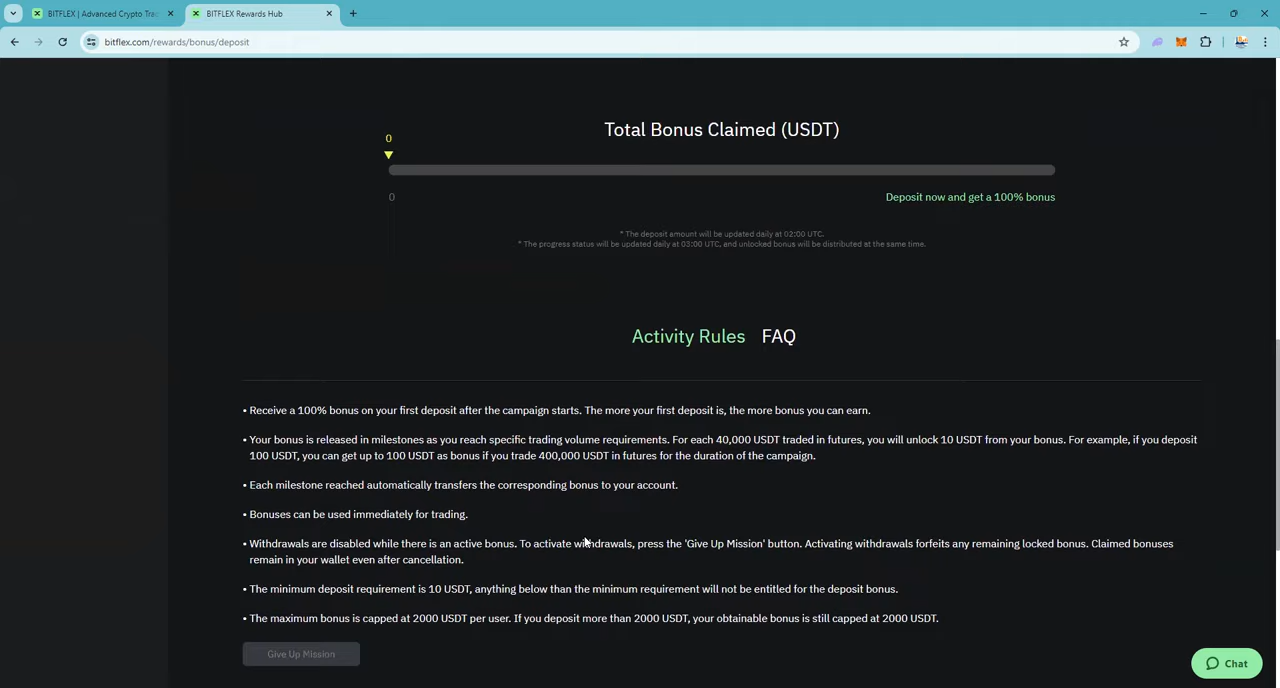 BITFLEX | Advanced Crypto Tra
BITFLEX Rewards Hub
bitflex.com/rewards/bonus/deposit
Total Bonus Claimed (USDT)
0
0
Deposit now and get a 100% bonus
* The deposit amount will be updated daily at 02:00 UTC.
* The progress status will be updated daily at 03:00 UTC, and unlocked bonus will be distributed at the same time.
Activity Rules FAQ
• Receive a 100% bonus on your first deposit after the campaign starts. The more your first deposit is, the more bonus you can earn.
• Your bonus is released in milestones as you reach specific trading volume requirements. For each 40,000 USDT traded in futures, you will unlock 10 USDT from your bonus. For example, if you deposit
100 USDT, you can get up to 100 USDT as bonus if you trade 400,000 USDT in futures for the duration of the campaign.
• Each milestone reached automatically transfers the corresponding bonus to your account.
• Bonuses can be used immediately for trading.
• Withdrawals are disabled while there is an active bonus. To activate withdrawals, press the 'Give Up Mission' button. Activating withdrawals forfeits any remaining locked bonus. Claimed bonuses
remain in your wallet even after cancellation.
• The minimum deposit requirement is 10 USDT, anything below than the minimum requirement will not be entitled for the deposit bonus.
• The maximum bonus is capped at 2000 USDT per user. If you deposit more than 2000 USDT, your obtainable bonus is still capped at 2000 USDT.
Give Up Mission
Chat